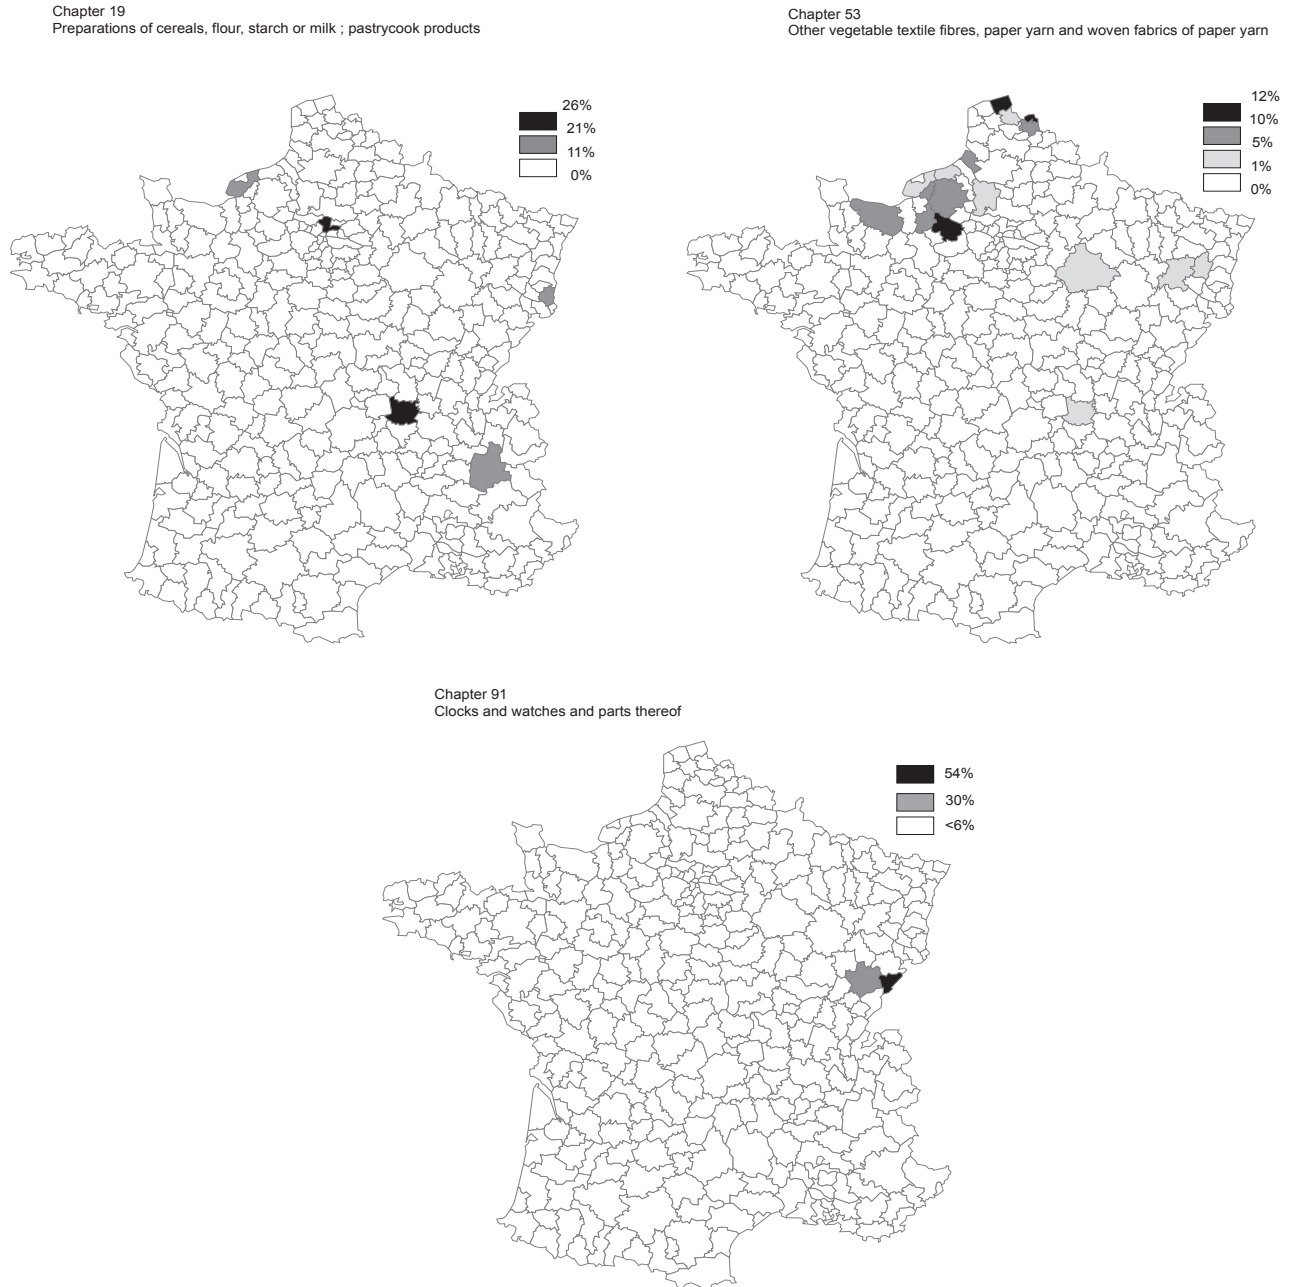 Chapter 19
Preparations of cereals, flour, starch or milk ; pastrycook products
26%
21%
11%
0%
Chapter 53
Other vegetable textile fibres, paper yarn and woven fabrics of paper yarn
12%
10%
5%
1%
0%
Chapter 91
Clocks and watches and parts thereof
54%
30%
<6%